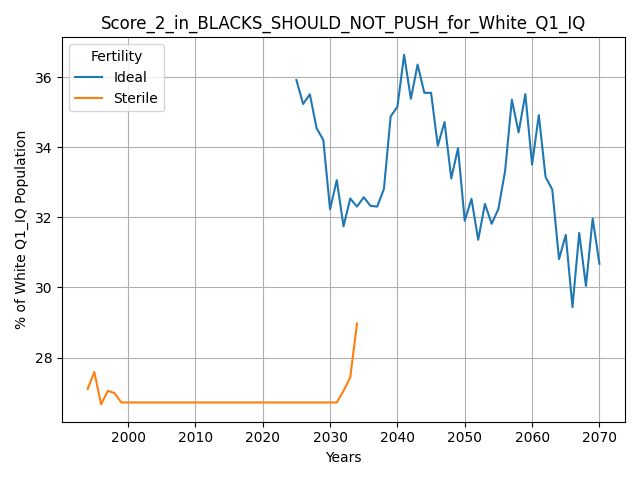 Score_2_in_BLACKS_SHOULD_NOT_PUSH_for_White_Q1_IQ
Fertility
Ideal
Sterile
% of White Q1_IQ Population
36
34
32
30
28
2000 2010 2020 2030 2040 2050 2060 2070
Years